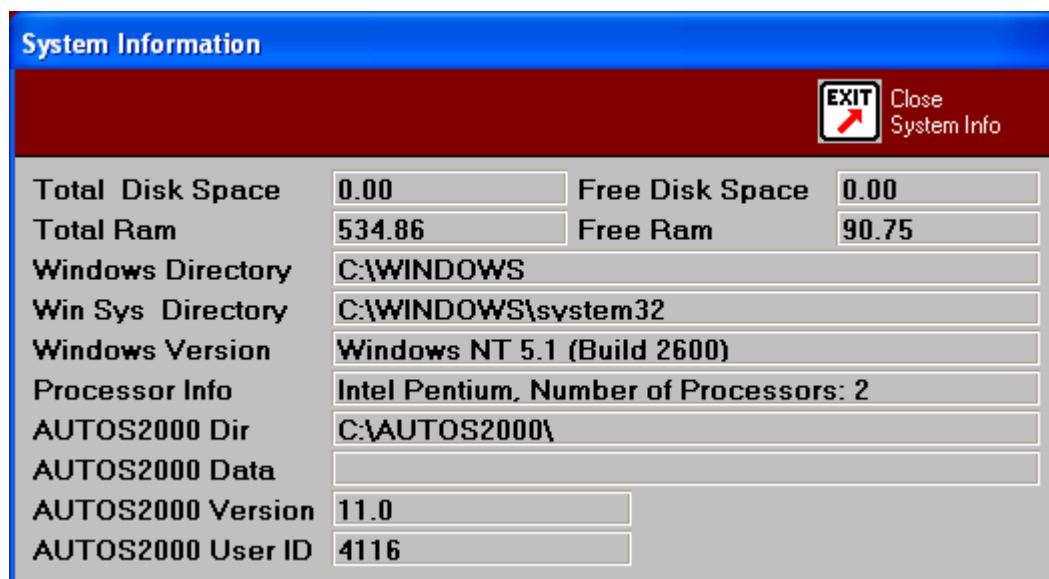 System Information
EXIT Close
System Info
Total Disk Space 0.00 Free Disk Space 0.00
Total Ram 534.86 Free Ram 90.75
Windows Directory C:\WINDOWS
Win Sys Directory C:\WINDOWS\system32
Windows Version Windows NT 5.1 (Build 2600)
Processor Info Intel Pentium, Number of Processors: 2
AUTOS2000 Dir C:\AUTOS2000\
AUTOS2000 Data
AUTOS2000 Version 11.0
AUTOS2000 User ID 4116